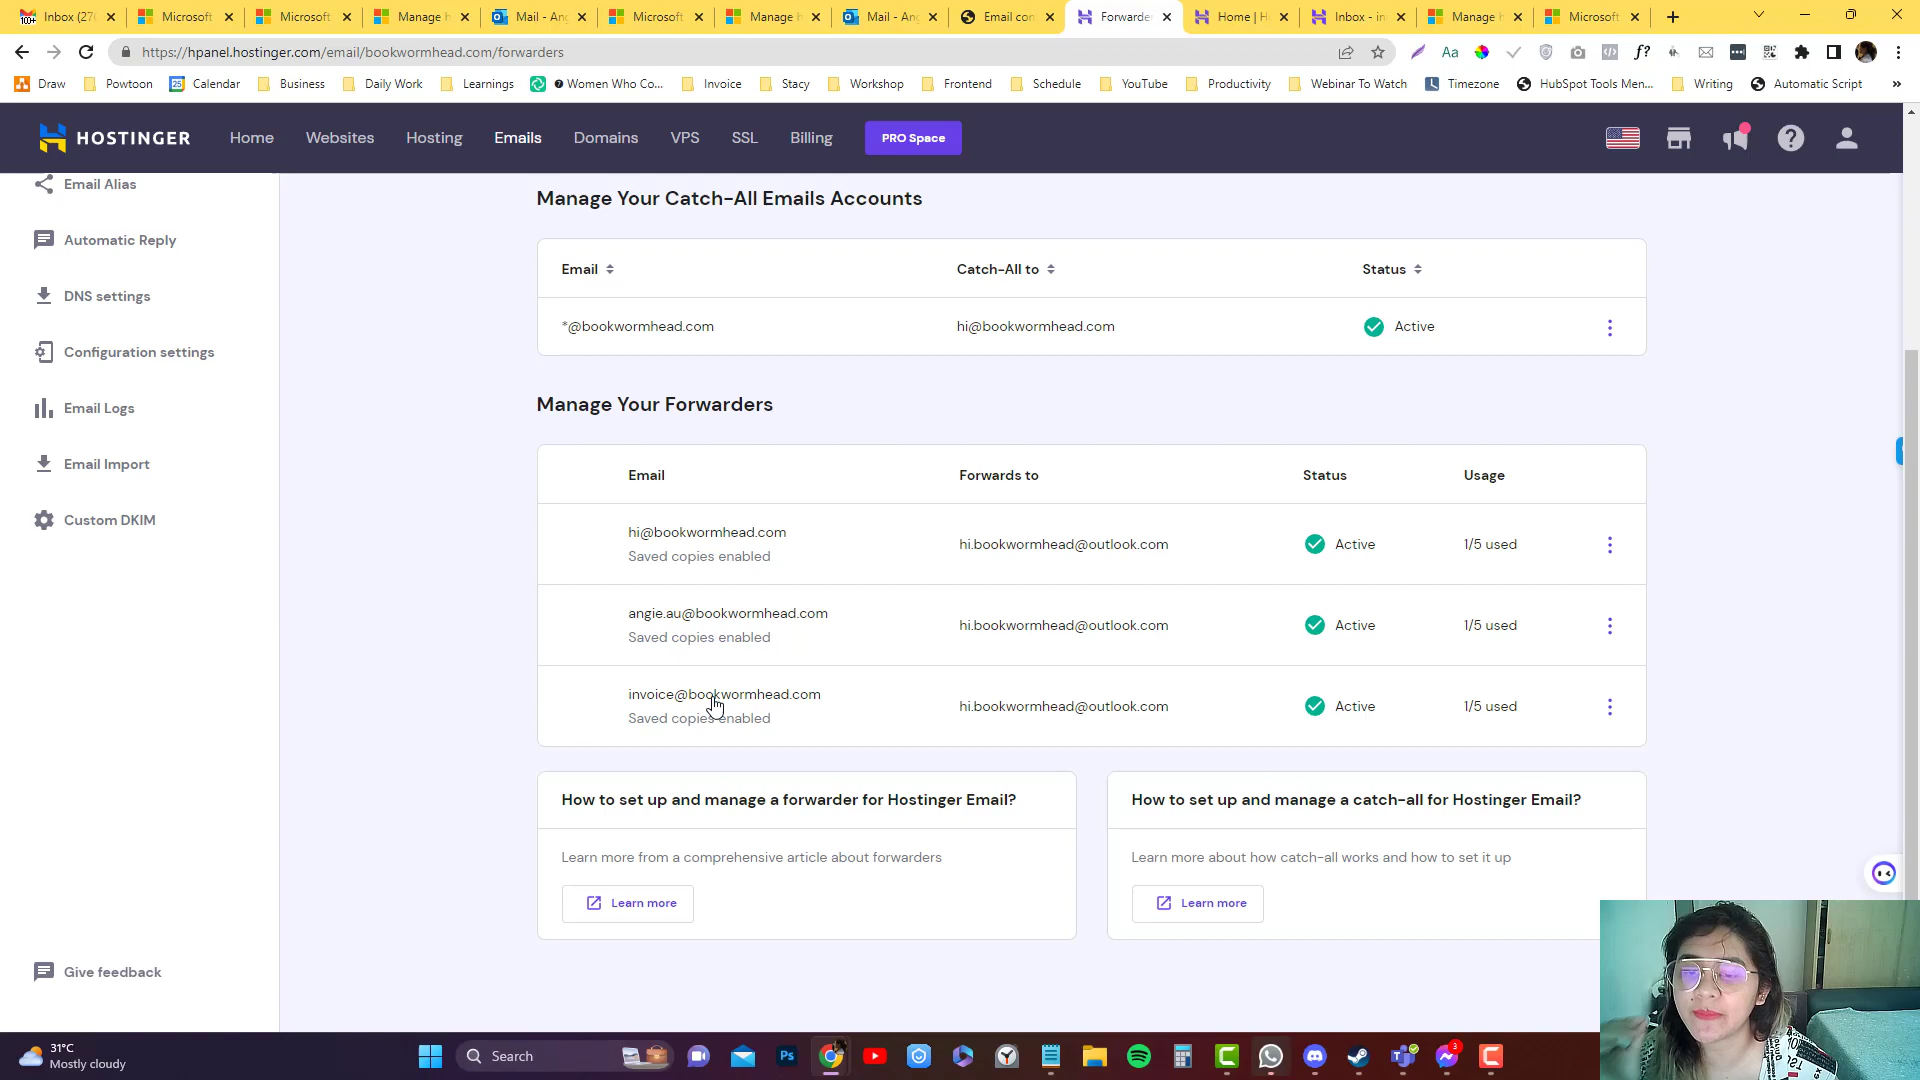 Inbox (270
Microsoft
Microsoft
Manage h
Mail - Ang
Microsoft
Manage h
Mail - Ang
Email con
Forwarder
Home | H
Inbox - in
Manage h
Microsoft
https://hpanel.hostinger.com/email/bookwormhead.com/forwarders
Draw
Powtoon
Calendar
Business
Daily Work
Learnings
Women Who Co...
Invoice
Stacy
Workshop
Frontend
Schedule
YouTube
Productivity
Webinar To Watch
Timezone
HubSpot Tools Men...
Writing
Automatic Script
»
HOSTINGER
Home
Websites
Hosting
Emails
Domains
VPS
SSL
Billing
PRO Space
Email Alias
Automatic Reply
DNS settings
Configuration settings
Email Logs
Email Import
Custom DKIM
Give feedback
Manage Your Catch-All Emails Accounts
Email Catch-All to Status
*@bookwormhead.com hi@bookwormhead.com Active
Manage Your Forwarders
Email Forwards to Status Usage
hi@bookwormhead.com
Saved copies enabled
hi.bookwormhead@outlook.com Active 1/5 used
angie.au@bookwormhead.com
Saved copies enabled
hi.bookwormhead@outlook.com Active 1/5 used
invoice@bookwormhead.com
Saved copies enabled
hi.bookwormhead@outlook.com Active 1/5 used
How to set up and manage a forwarder for Hostinger Email?
Learn more from a comprehensive article about forwarders
Learn more
How to set up and manage a catch-all for Hostinger Email?
Learn more about how catch-all works and how to set it up
Learn more
31°C
Mostly cloudy
Search
3